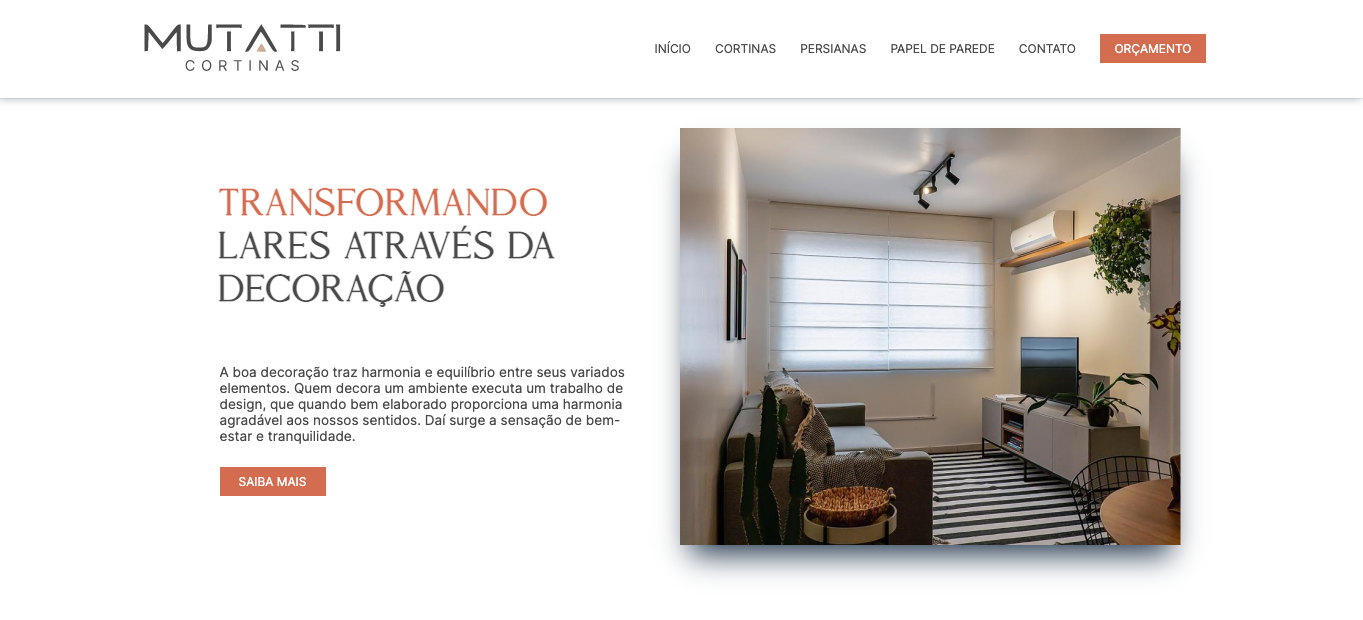 MUTATTI
CORTINAS
INÍCIO
CORTINAS
PERSIANAS
PAPEL DE PAREDE
CONTATO
ORÇAMENTO
TRANSFORMANDO
LARES ATRAVÉS DA
DECORAÇÃO
A boa decoração traz harmonia e equilíbrio entre seus variados
elementos. Quem decora um ambiente executa um trabalho de
design, que quando bem elaborado proporciona uma harmonia
agradável aos nossos sentidos. Daí surge a sensação de bem-
estar e tranquilidade.
SAIBA MAIS